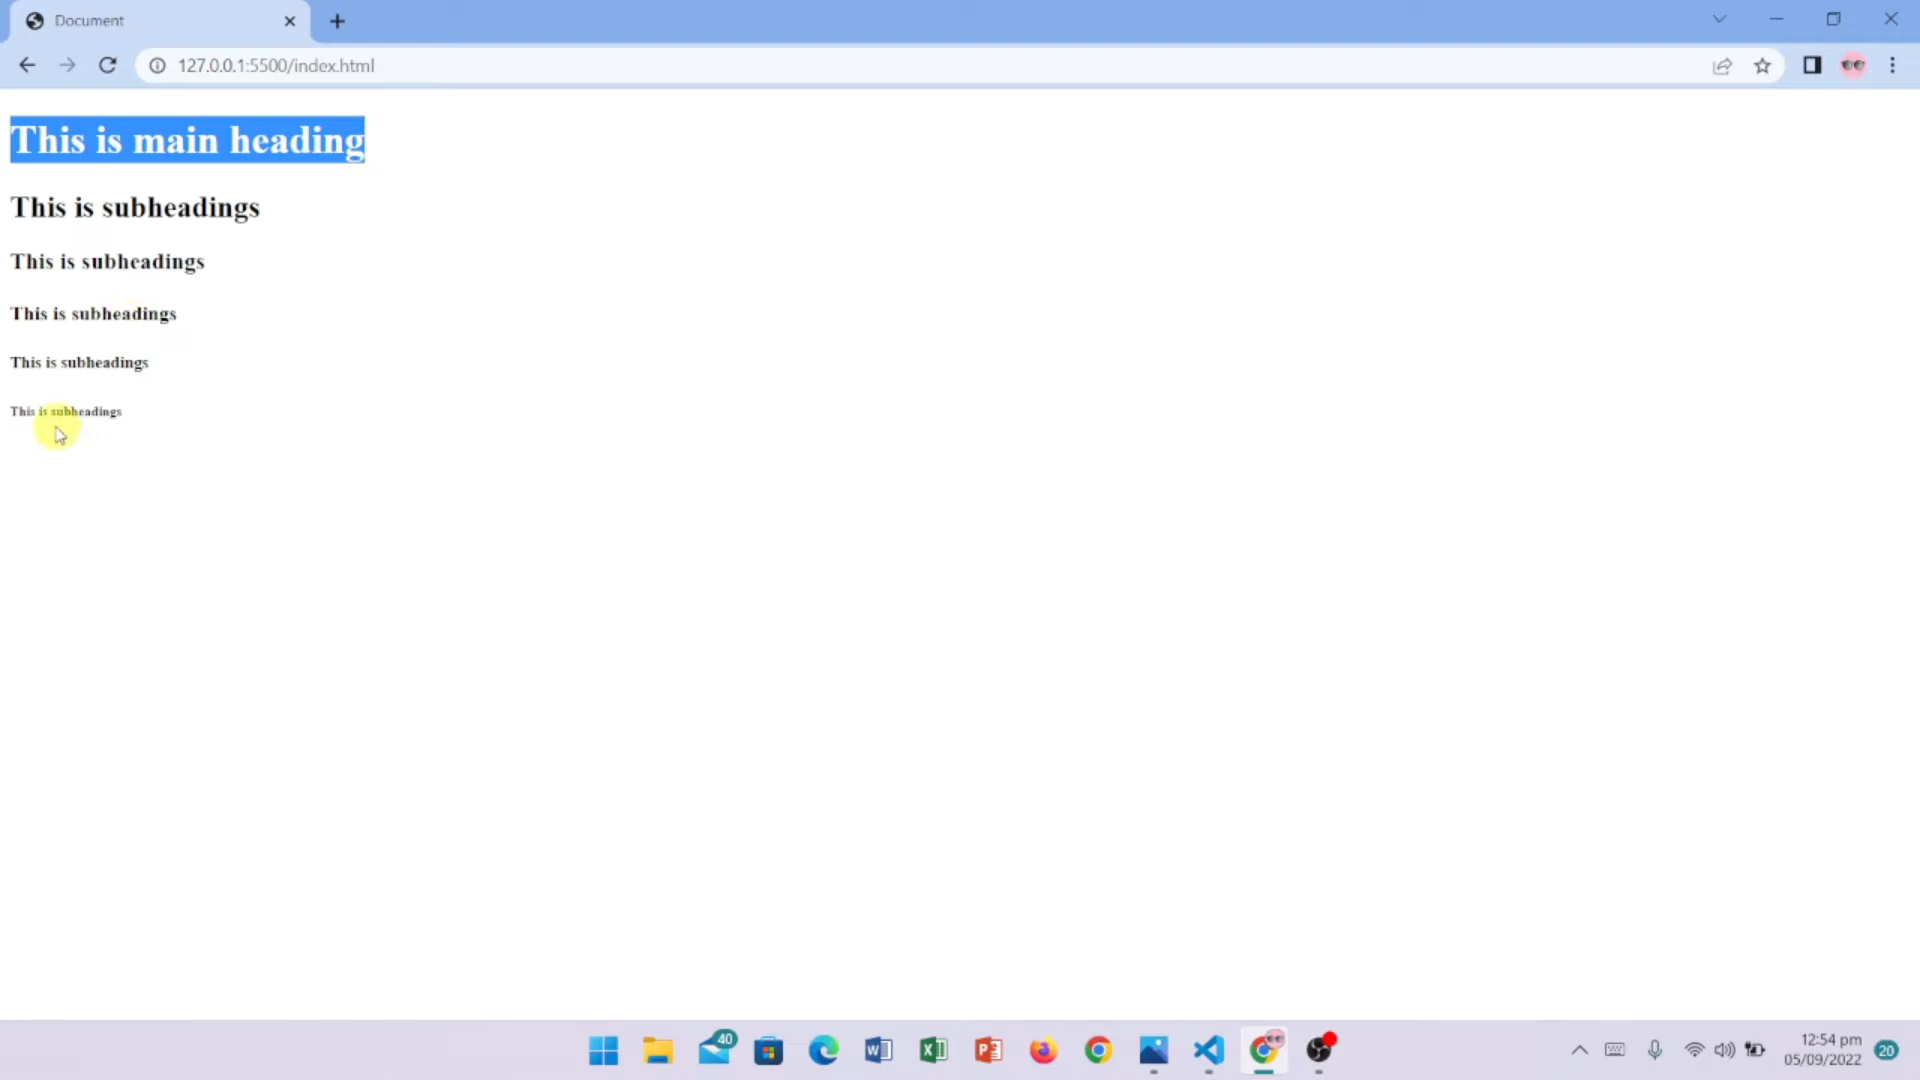 Document
127.0.0.1:5500/index.html
This is main heading
This is subheadings
This is subheadings
This is subheadings
This is subheadings
This is subheadings
40
12:54 pm
05/09/2022
20